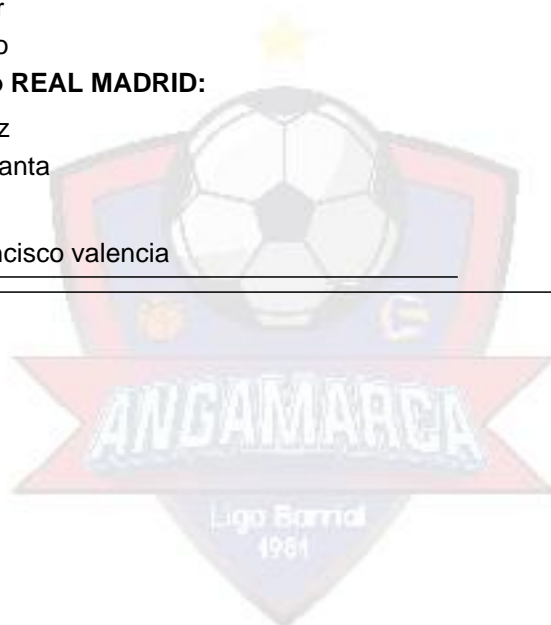 r
o
o REAL MADRID:
z
anta
ncisco valencia
ANGAMARCA
Liga Barrial
1981